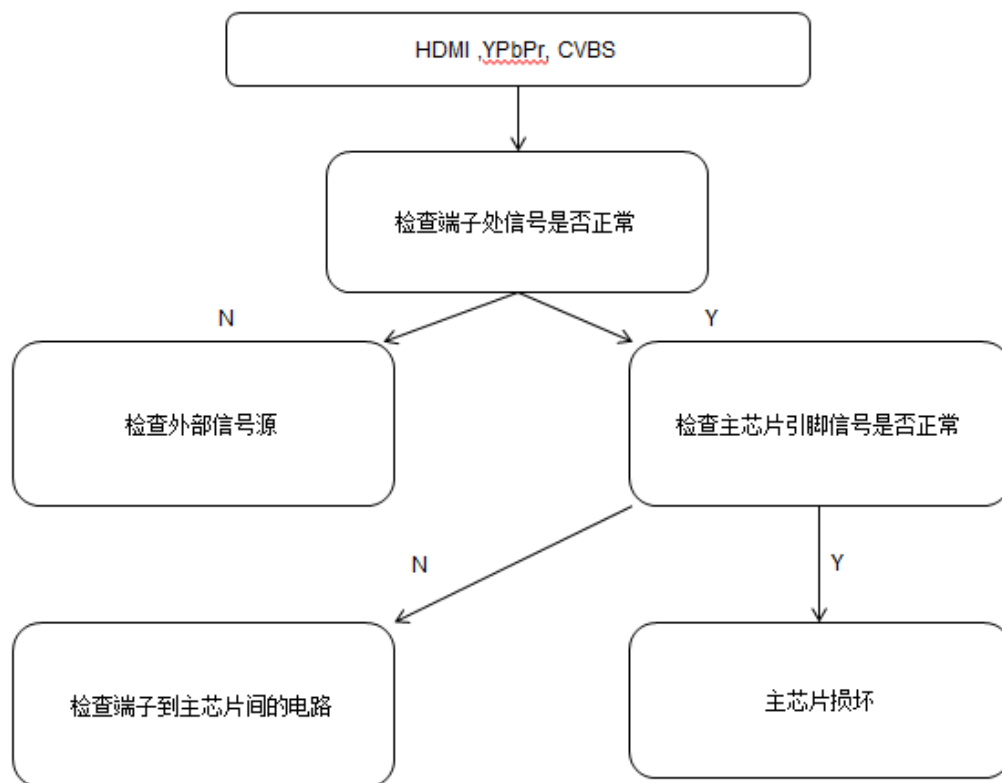 HDMI ,YPbPr, CVBS
检查端子处信号是否正常
N
Y
检查外部信号源
检查主芯片引脚信号是否正常
N
Y
检查端子到主芯片间的电路
主芯片损坏